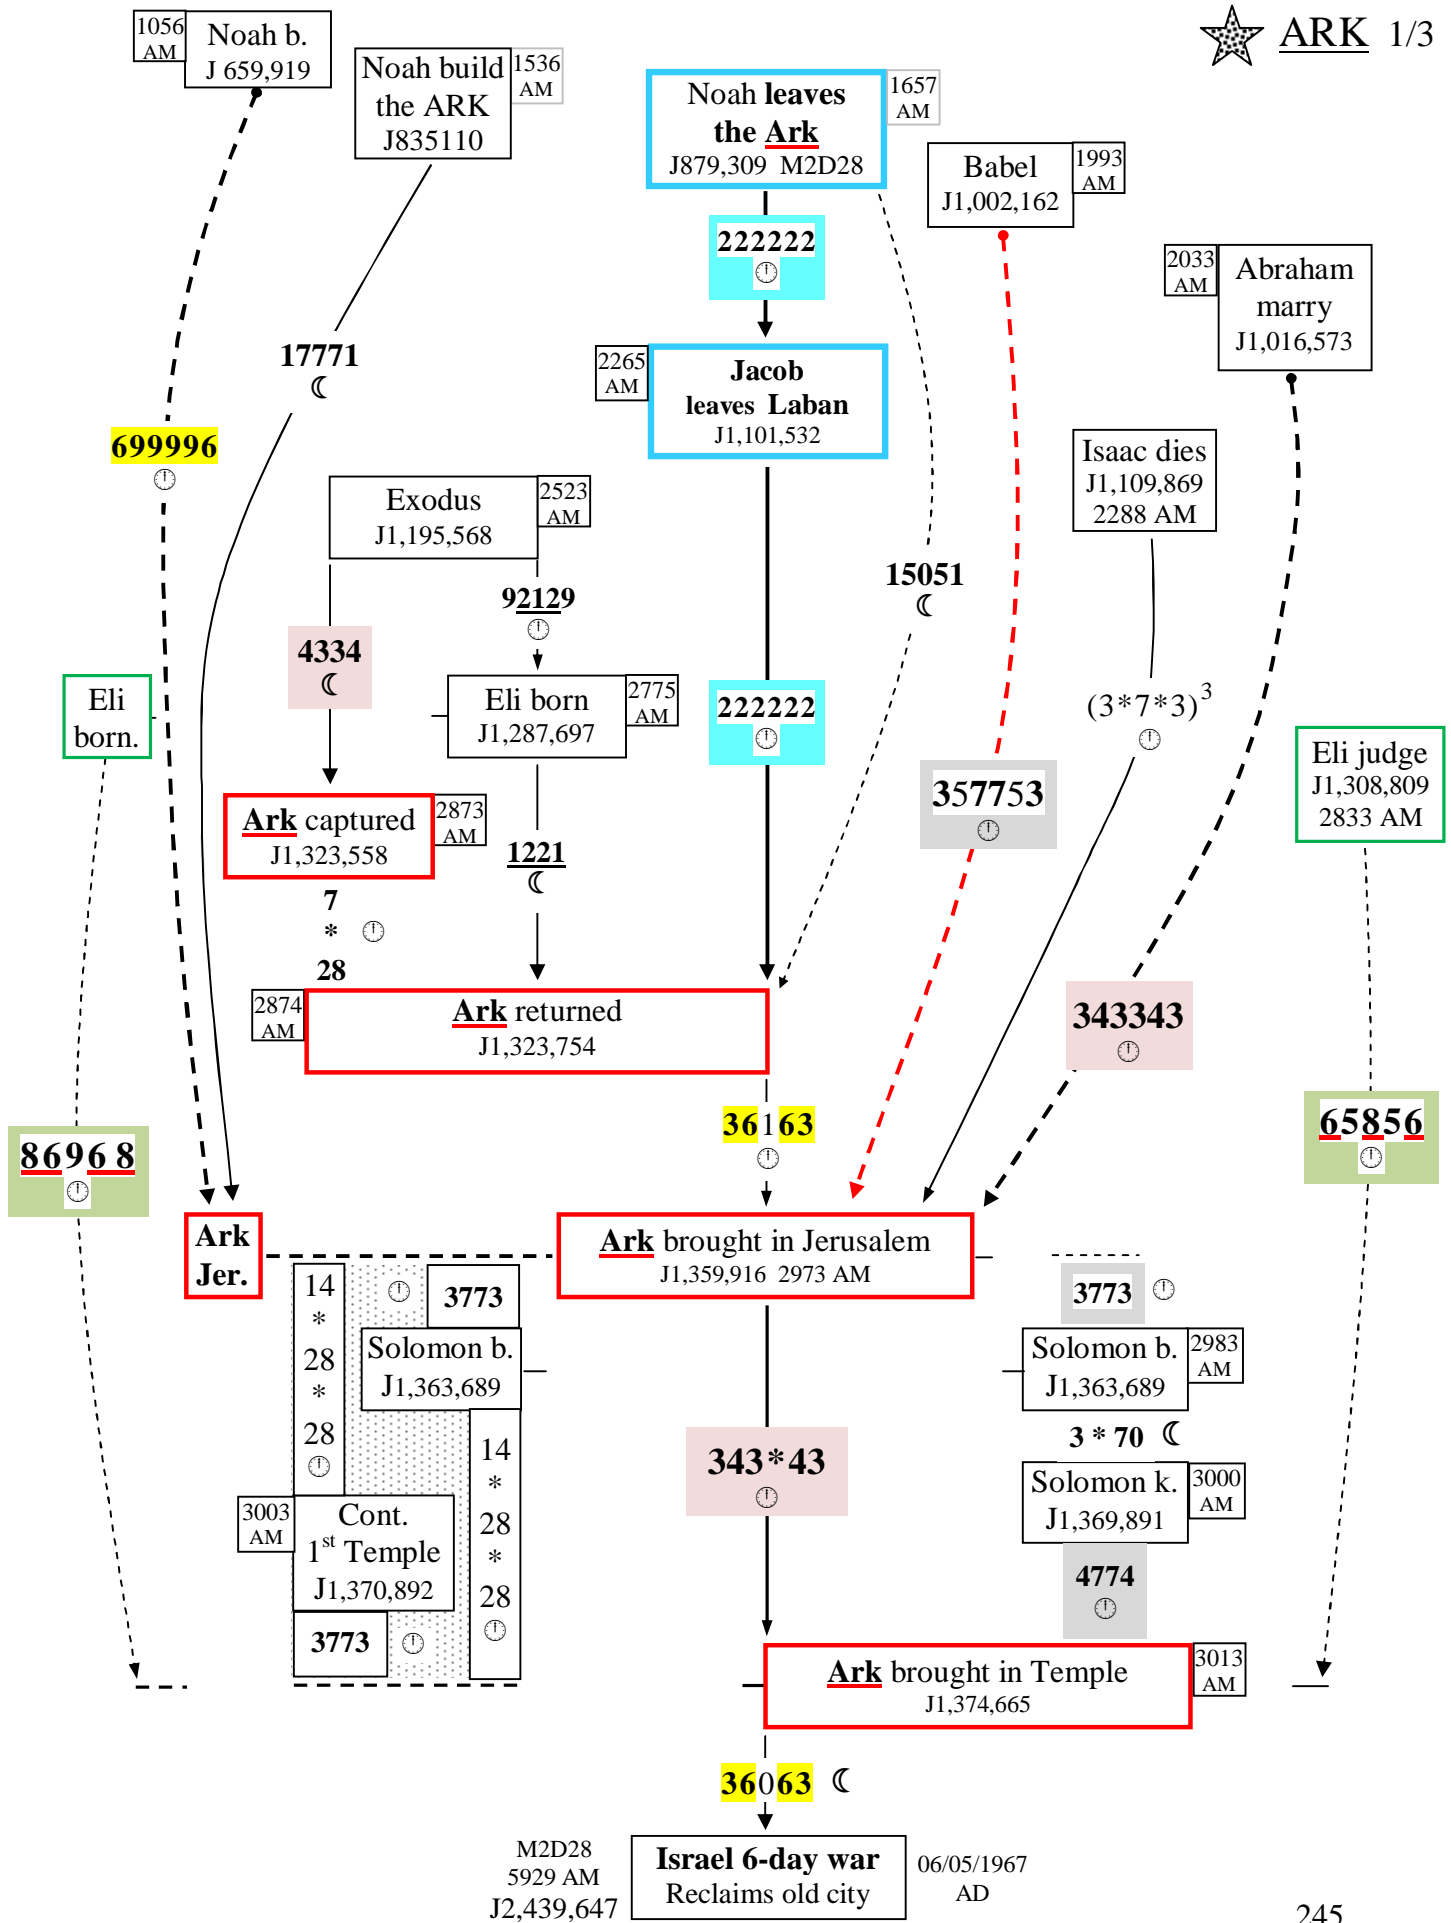 ARK 1/3
1056
AM
Noah b.
J 659,919
Noah build
the ARK
J835110
1536
AM
Noah leaves
the Ark
J879,309 M2D28
1657
AM
Babel
J1,002,162
1993
AM
2033
AM
Abraham
marry
J1,016,573
222222
17771
☾
2265
AM
Jacob
leaves Laban
J1,101,532
699996
Isaac dies
J1,109,869
2288 AM
Exodus
J1,195,568
2523
AM
15051
☾
92129
4334
☾
Eli
born.
Eli born
J1,287,697
2775
AM
222222
(3*7*3)3
Eli judge
J1,308,809
2833 AM
357753
Ark captured
J1,323,558
2873
AM
1221
☾
7
*
28
2874
AM
Ark returned
J1,323,754
343343
36163
86968
65856
Ark
Jer.
Ark brought in Jerusalem
J1,359,916 2973 AM
14
*
28
*
28
3773
Solomon b.
J1,363,689
14
*
28
*
28
3773
Solomon b.
J1,363,689
2983
AM
3 * 70 ☾
343*43
Solomon k.
J1,369,891
3000
AM
3003
AM
Cont.
1st Temple
J1,370,892
3773
4774
Ark brought in Temple
J1,374,665
3013
AM
36063 ☾
M2D28
5929 AM
J2,439,647
Israel 6-day war
Reclaims old city
06/05/1967
AD
245